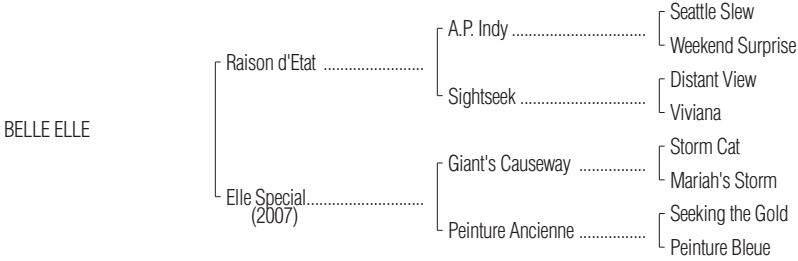 Seattle Slew
A.P. Indy ................................
Weekend Surprise
Raison d'Etat ........................
Distant View
Sightseek ..............................
Viviana
BELLE ELLE
Storm Cat
Giant's Causeway ................
Mariah's Storm
Elle Special............................
(2007)
Seeking the Gold
Peinture Ancienne ................
Peinture Bleue